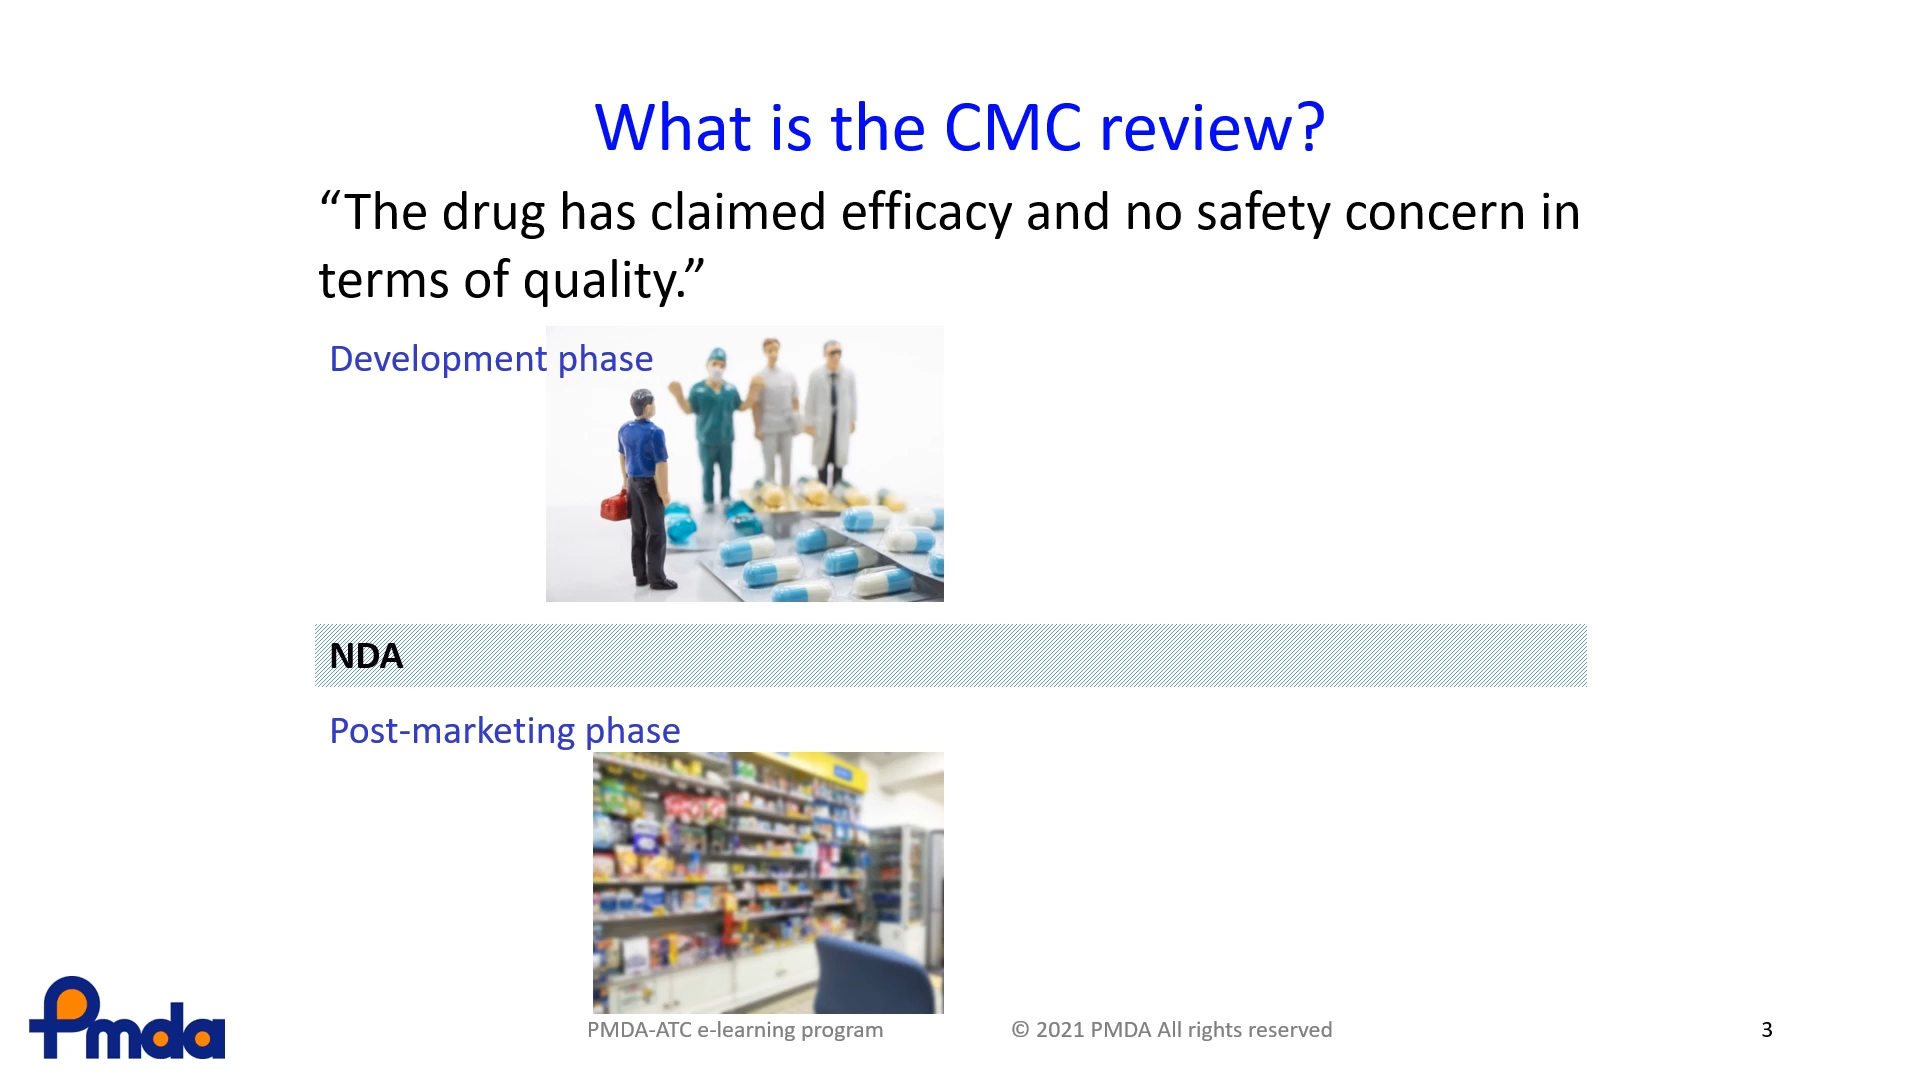 What is the CMC review?
“The drug has claimed efficacy and no safety concern in
terms of quality.”
Development phase
NDA
Post-marketing phase
Pmda
PMDA-ATC e-learning program
© 2021 PMDA All rights reserved
3